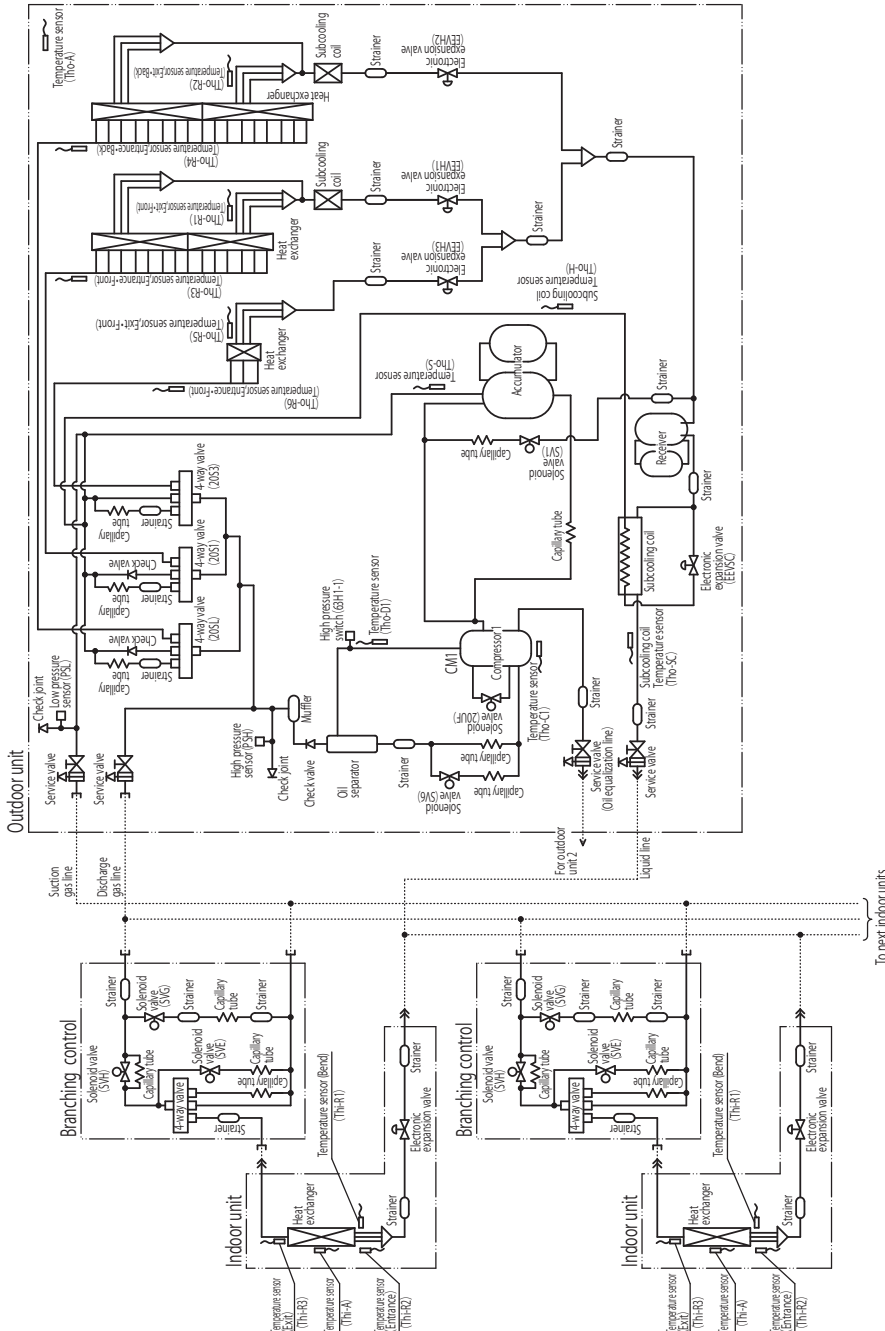 Outdoor unit
Temperature sensor
(Tho-A)
(Temperature sensor,Exit•Back)
(Tho-R2)
Heat exchanger
Subcooling
coil
Strainer
Electronic
expansion valve
(EEVH2)
(Temperature sensor,Entrance•Back)
(Tho-R4)
(Temperature sensor,Exit•Front)
(Tho-R1)
Subcooling
coil
Strainer
Electronic
expansion valve
(EEVH1)
Strainer
Heat
exchanger
(Temperature sensor,Entrance•Front)
(Tho-R3)
Strainer
Electronic
expansion valve
(EEVH3)
Strainer
(Temperature sensor,Exit•Front)
(Tho-R5)
Heat
exchanger
(Temperature sensor,Entrance•Front)
(Tho-R6)
Subcooling coil
Temperature sensor
(Tho-H)
Temperature sensor
(Tho-S)
Accumulator
Strainer
Receiver
Strainer
Capillary tube
Solenoid
valve
(SV1)
Capillary tube
Subcooling coil
Electronic
expansion valve
(EEVSC)
4-way valve
(20S3)
Strainer
Capillary
tube
4-way valve
(20S1)
Check valve
Strainer
Capillary
tube
4-way valve
(20SL)
Check valve
Strainer
Capillary
tube
High pressure
switch (63H1-1)
Temperature sensor
(Tho-D1)
CM1
Compressor1
Solenoid
valve (20UF)
Temperature sensor
(Tho-C1)
Subcooling coil
Temperature sensor
(Tho-SC)
Check joint
Low pressure
sensor (PSL)
Service valve
Service valve
High pressure
sensor (PSH)
Check joint
Muffler
Check valve
Oil
separator
Strainer
Solenoid
valve (SV6)
Capillary tube
Capillary tube
Strainer
Service valve
(Oil equalization line)
Strainer
Service valve
Suction
gas line
Discharge
gas line
For outdoor
unit 2
Liquid line
To next indoor units
Branching control
Strainer
Solenoid
valve (SVG)
Strainer
Capillary
tube
Strainer
Solenoid valve
(SVH)
Capillary tube
Solenoid
valve (SVE)
Capillary
tube
4-way valve
Capillary tube
Strainer
Temperature sensor (Bend)
(Thi-R1)
Strainer
Electronic
expansion valve
Indoor unit
Heat
exchanger
Strainer
Temperature sensor
(Exit)
(Thi-R3)
Temperature sensor
(Thi-A)
Temperature sensor
(Entrance)
(Thi-R2)
Branching control
Strainer
Solenoid
valve (SVG)
Strainer
Capillary
tube
Strainer
Solenoid valve
(SVH)
Capillary tube
Solenoid
valve (SVE)
Capillary
tube
4-way valve
Capillary tube
Strainer
Temperature sensor (Bend)
(Thi-R1)
Strainer
Electronic
expansion valve
Indoor unit
Heat
exchanger
Strainer
Temperature sensor
(Exit)
(Thi-R3)
Temperature sensor
(Thi-A)
Temperature sensor
(Entrance)
(Thi-R2)